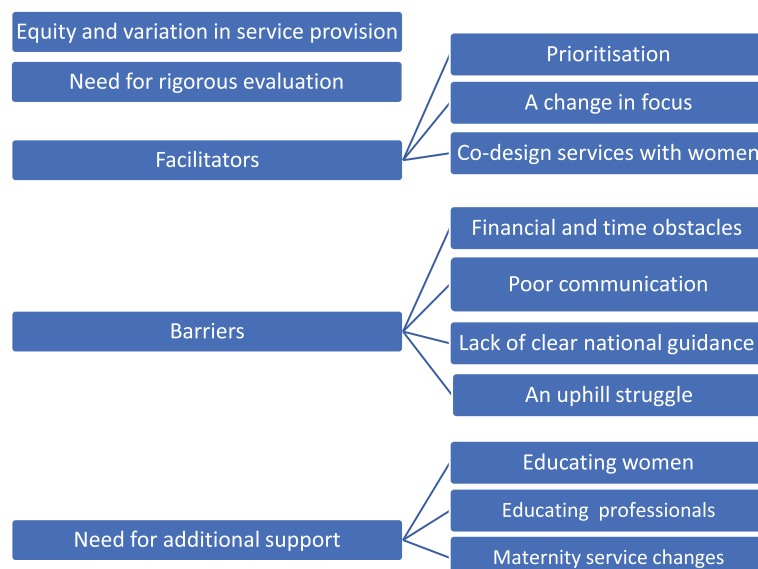 Equity and variation in service provision
Need for rigorous evaluation
Facilitators
Prioritisation
A change in focus
Co-design services with women
Barriers
Financial and time obstacles
Poor communication
Lack of clear national guidance
An uphill struggle
Need for additional support
Educating women
Educating  professionals
Maternity service changes